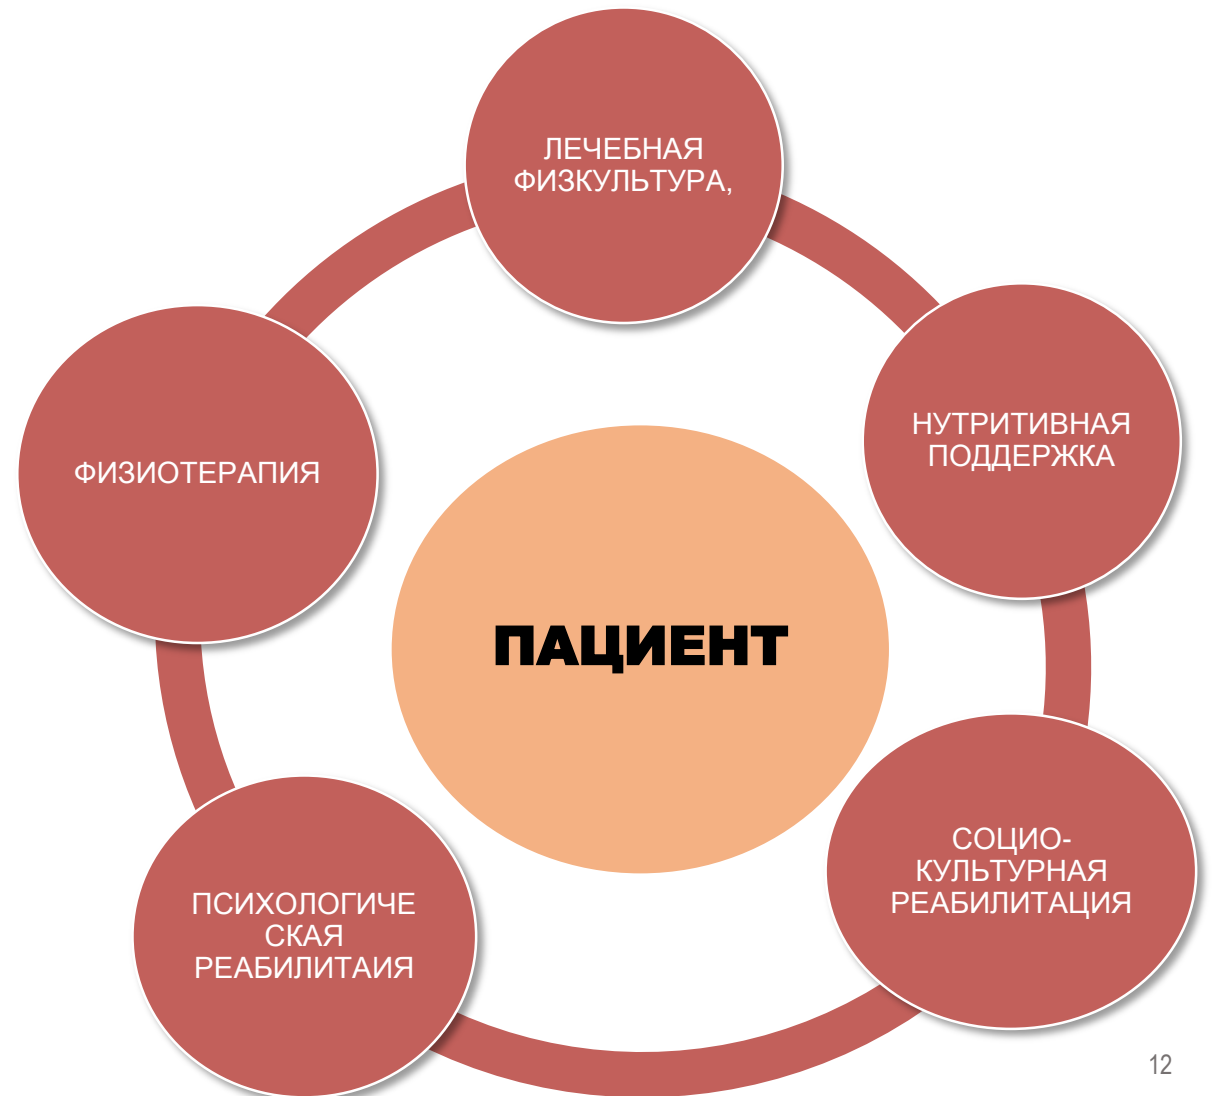 ЛЕЧЕБНАЯ
ФИЗКУЛЬТУРА,
НУТРИТИВНАЯ
ПОДДЕРЖКА
ФИЗИОТЕРАПИЯ
ПАЦИЕНТ
СОЦИО-
КУЛЬТУРНАЯ
РЕАБИЛИТАЦИЯ
ПСИХОЛОГИЧЕ
СКАЯ
РЕАБИЛИТАИЯ
12